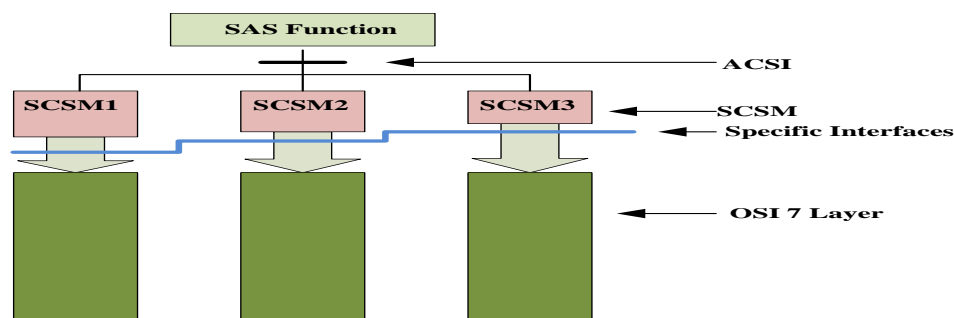 SAS Function
ACSI
SCSM1
SCSM2
SCSM3
SCSM
Specific Interfaces
OSI 7 Layer